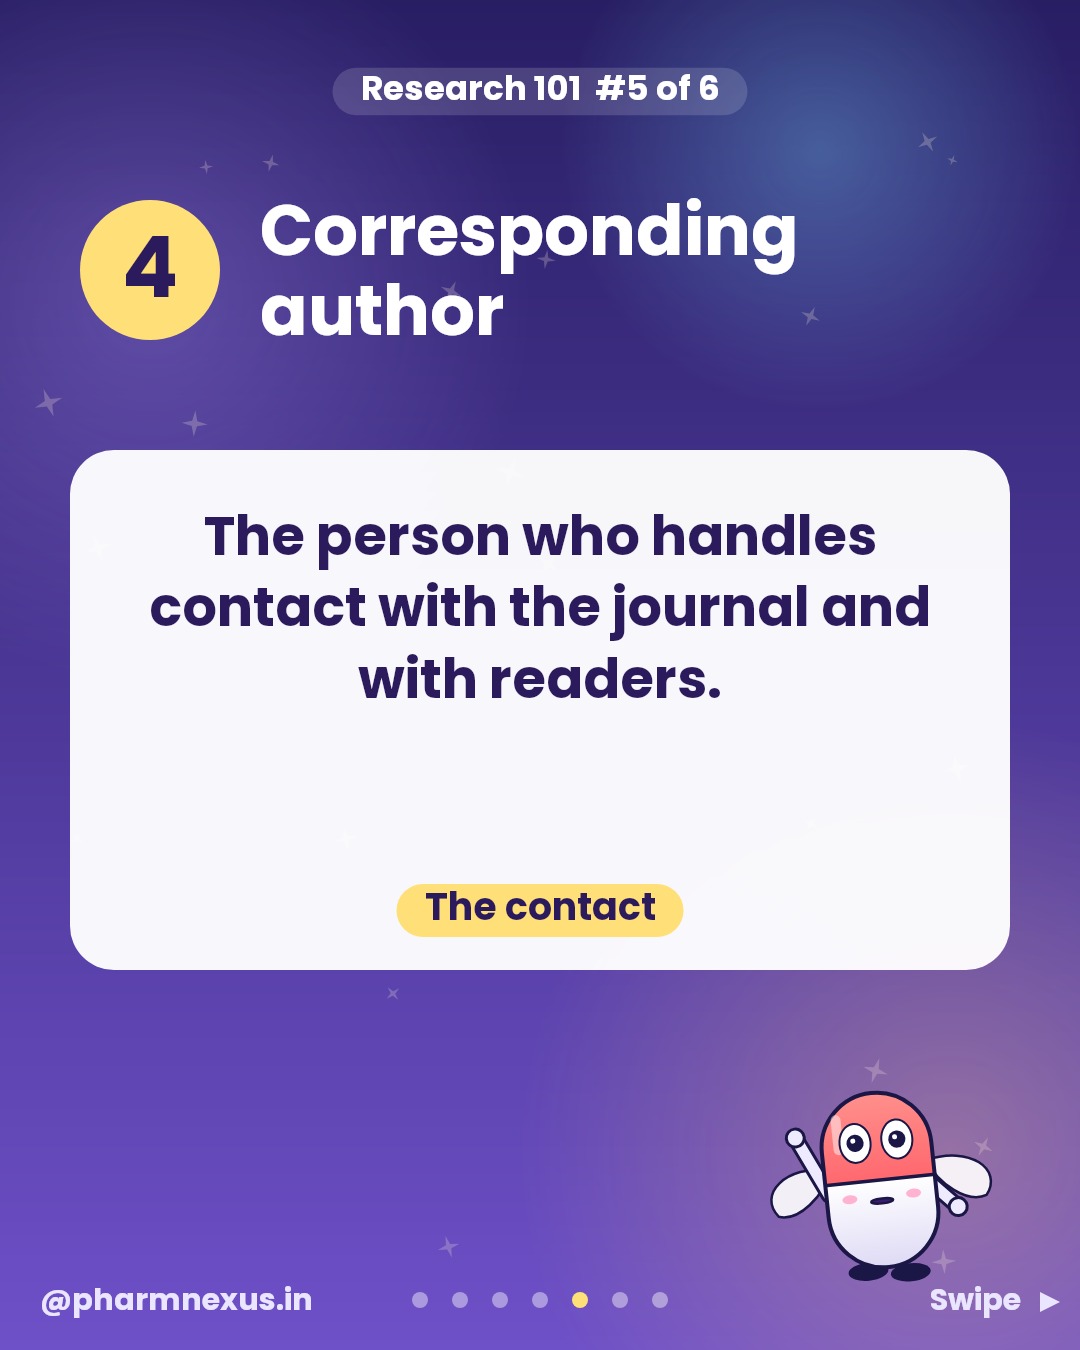 Research 101 #5 of 6
4
Corresponding
author
The person who handles
contact with the journal and
with readers.
The contact
@pharmnexus.in
Swipe ▶